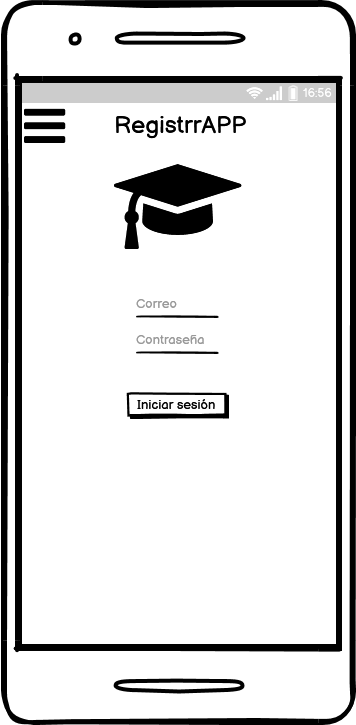 16:56
RegistrrAPP
Correo
Contraseña
Iniciar sesión